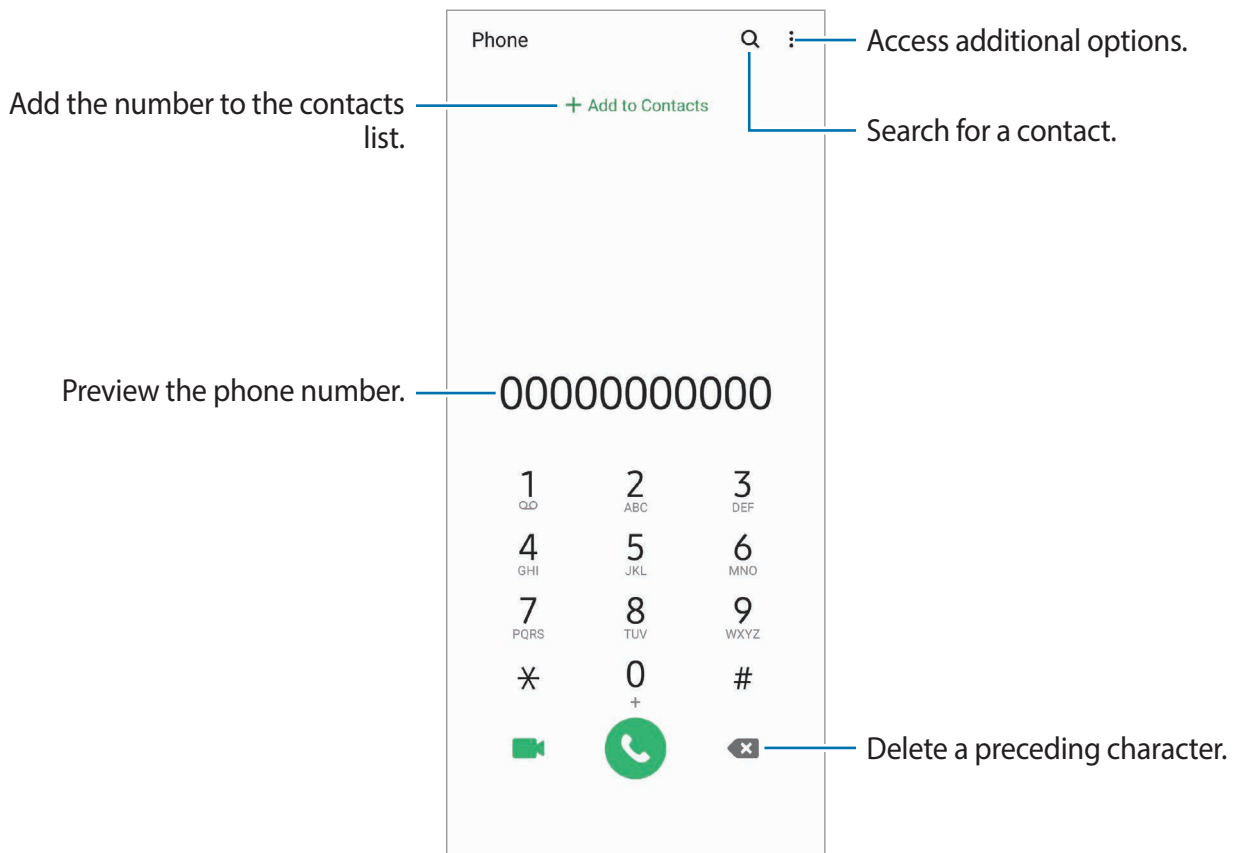 Phone
Access additional options.
Add the number to the contacts
list.
+ Add to Contacts
Search for a contact.
Preview the phone number.
00000000000
1 2 3
ABC DEF
4 5 6
GHI JKL MNO
7 8 9
PQRS TUV WXYZ
* 0 #
+
Delete a preceding character.